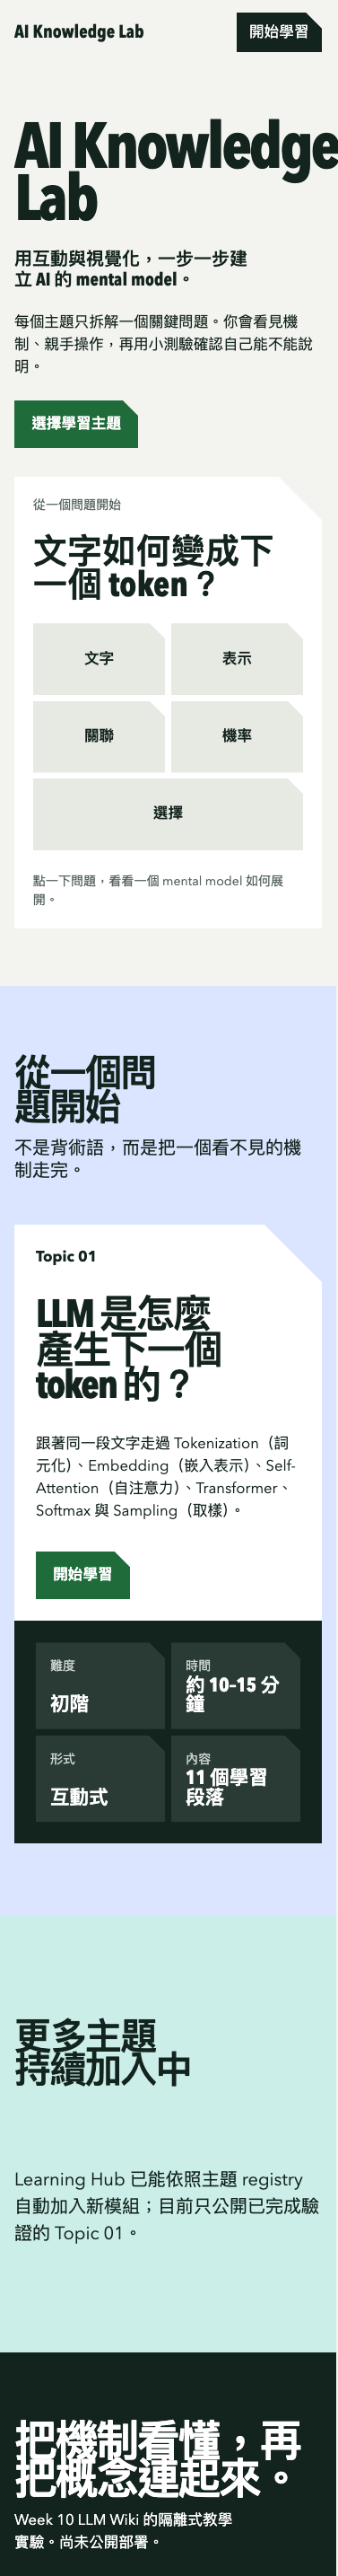 AI Knowledge Lab
開始學習
AI Knowledge
Lab
用互動與視覺化，一步一步建
立 AI 的 mental model。
每個主題只拆解一個關鍵問題。你會看見機
制、親手操作，再用小測驗確認自己能不能說
明。
選擇學習主題
從一個問題開始
文字如何變成下
一個 token？
文字
表示
關聯
機率
選擇
點一下問題，看看一個 mental model 如何展
開。
從一個問
題開始
不是背術語，而是把一個看不見的機
制走完。
Topic 01
LLM 是怎麼
產生下一個
token 的？
跟著同一段文字走過 Tokenization（詞
元化）、Embedding（嵌入表示）、Self-
Attention（自注意力）、Transformer、
Softmax 與 Sampling（取樣）。
開始學習
難度
初階
時間
約 10–15 分
鐘
形式
互動式
內容
11 個學習
段落
更多主題
持續加入中
Learning Hub 已能依照主題 registry
自動加入新模組；目前只公開已完成驗
證的 Topic 01。
把機制看懂，再
把概念連起來。
Week 10 LLM Wiki 的隔離式教學
實驗。尚未公開部署。